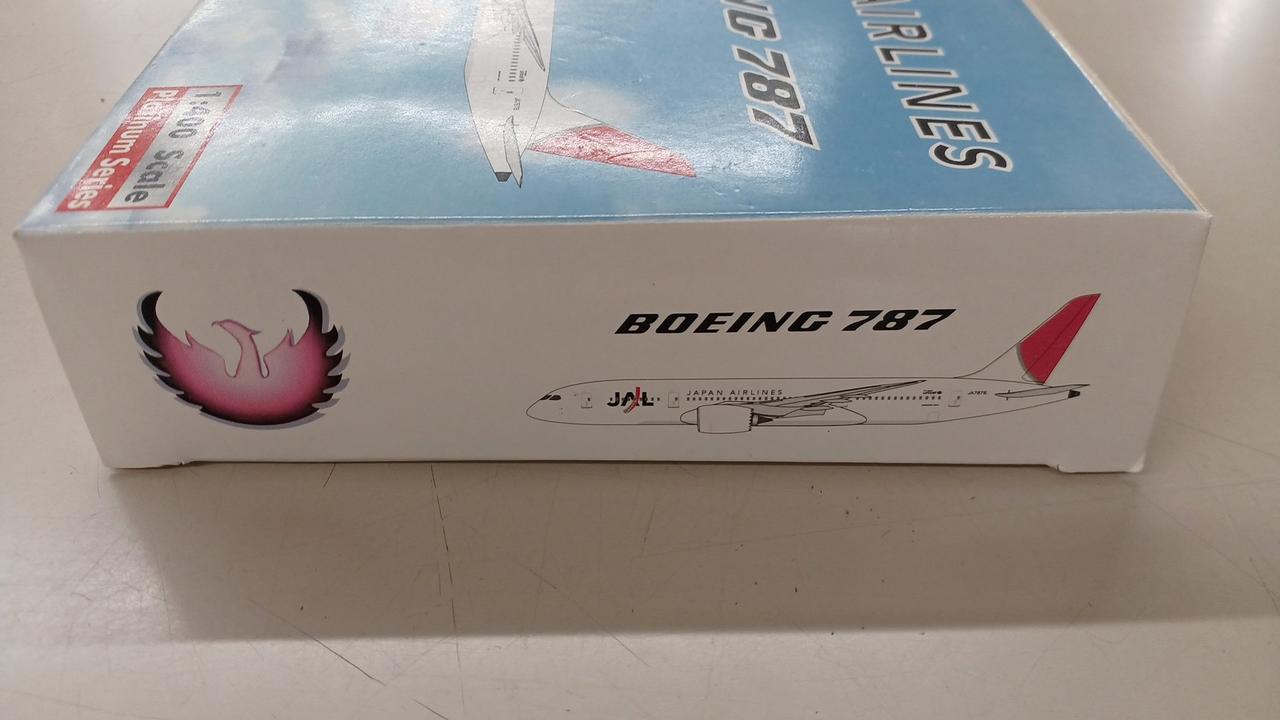 AIRLINES
NG 787
1:400 Scale
Platinum Series
BOEING 787
JAL
JAPAN AIRLINES